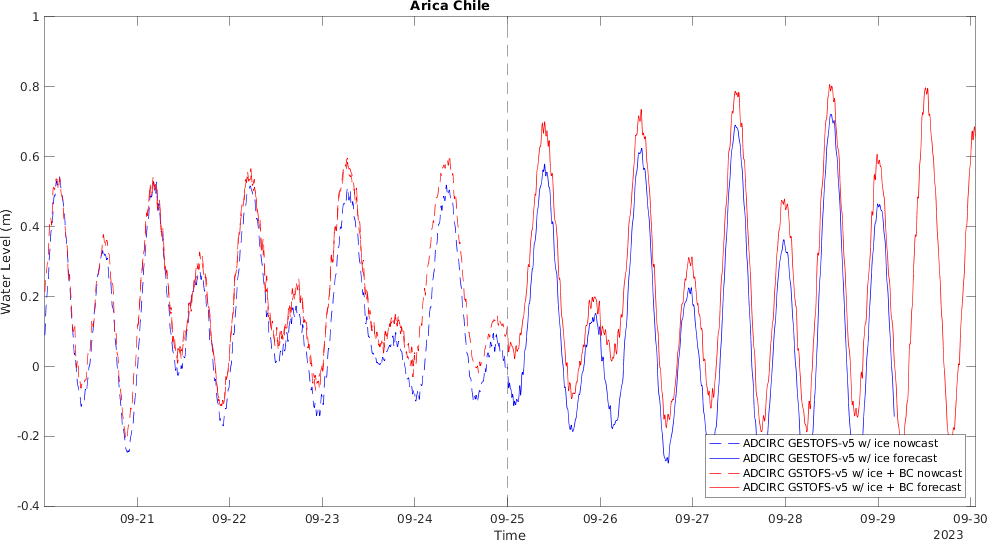 Arica Chile
1
0.8
0.6
0.4
0.2
0
-0.2
-0.4
Water Level (m)
ADCIRC GESTOFS-v5 w/ ice nowcast
ADCIRC GESTOFS-v5 w/ ice forecast
ADCIRC GSTOFS-v5 w/ ice + BC nowcast
ADCIRC GSTOFS-v5 w/ ice + BC forecast
09-21 09-22 09-23 09-24 09-25 09-26 09-27 09-28 09-29 09-30
Time
2023